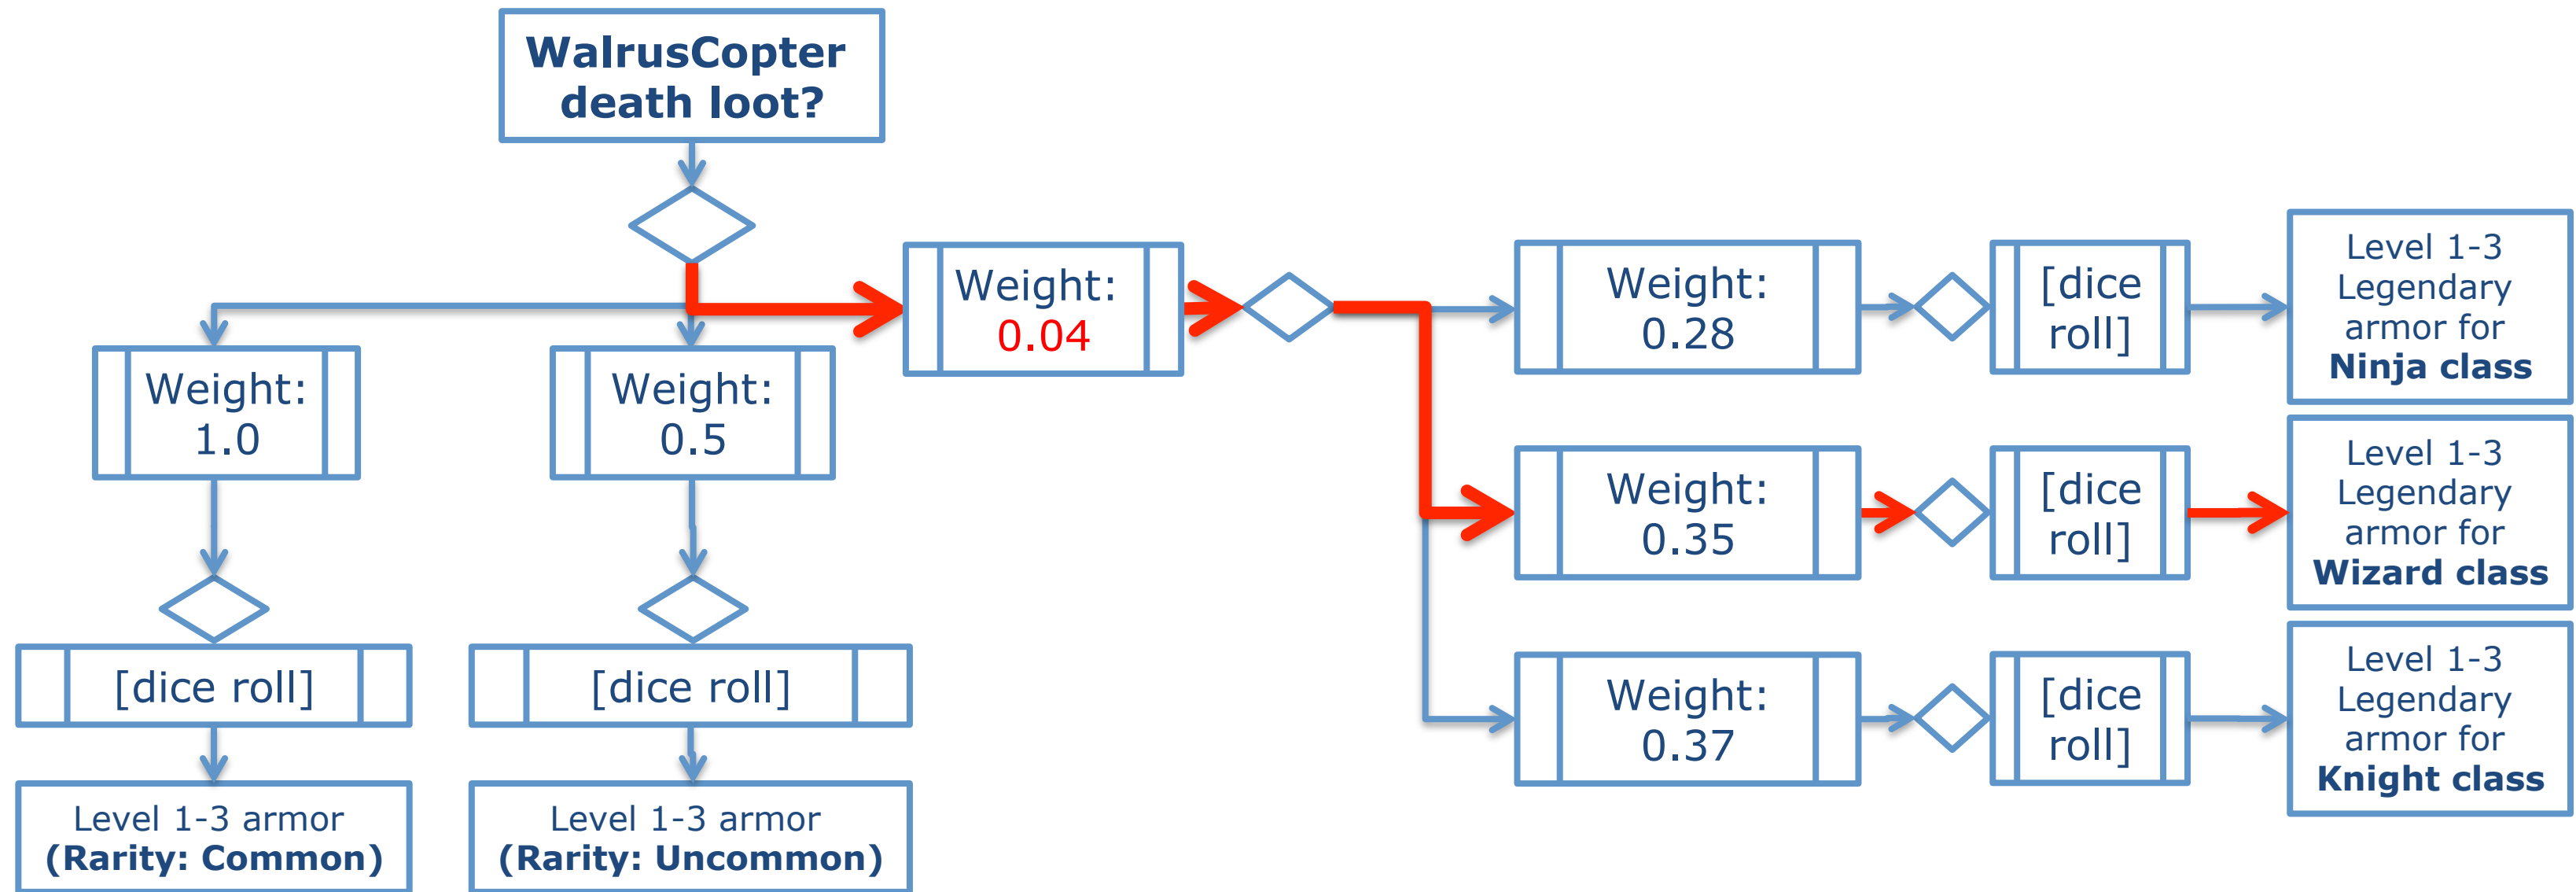 WalrusCopter
death loot?
Weight:
1.0
[dice roll]
Level 1-3 armor
(Rarity: Common)
Weight:
0.5
[dice roll]
Level 1-3 armor
(Rarity: Uncommon)
Weight:
0.04
Weight:
0.28
[dice
roll]
Level 1-3
Legendary
armor for
Ninja class
Weight:
0.35
[dice
roll]
Level 1-3
Legendary
armor for
Wizard class
Weight:
0.37
[dice
roll]
Level 1-3
Legendary
armor for
Knight class